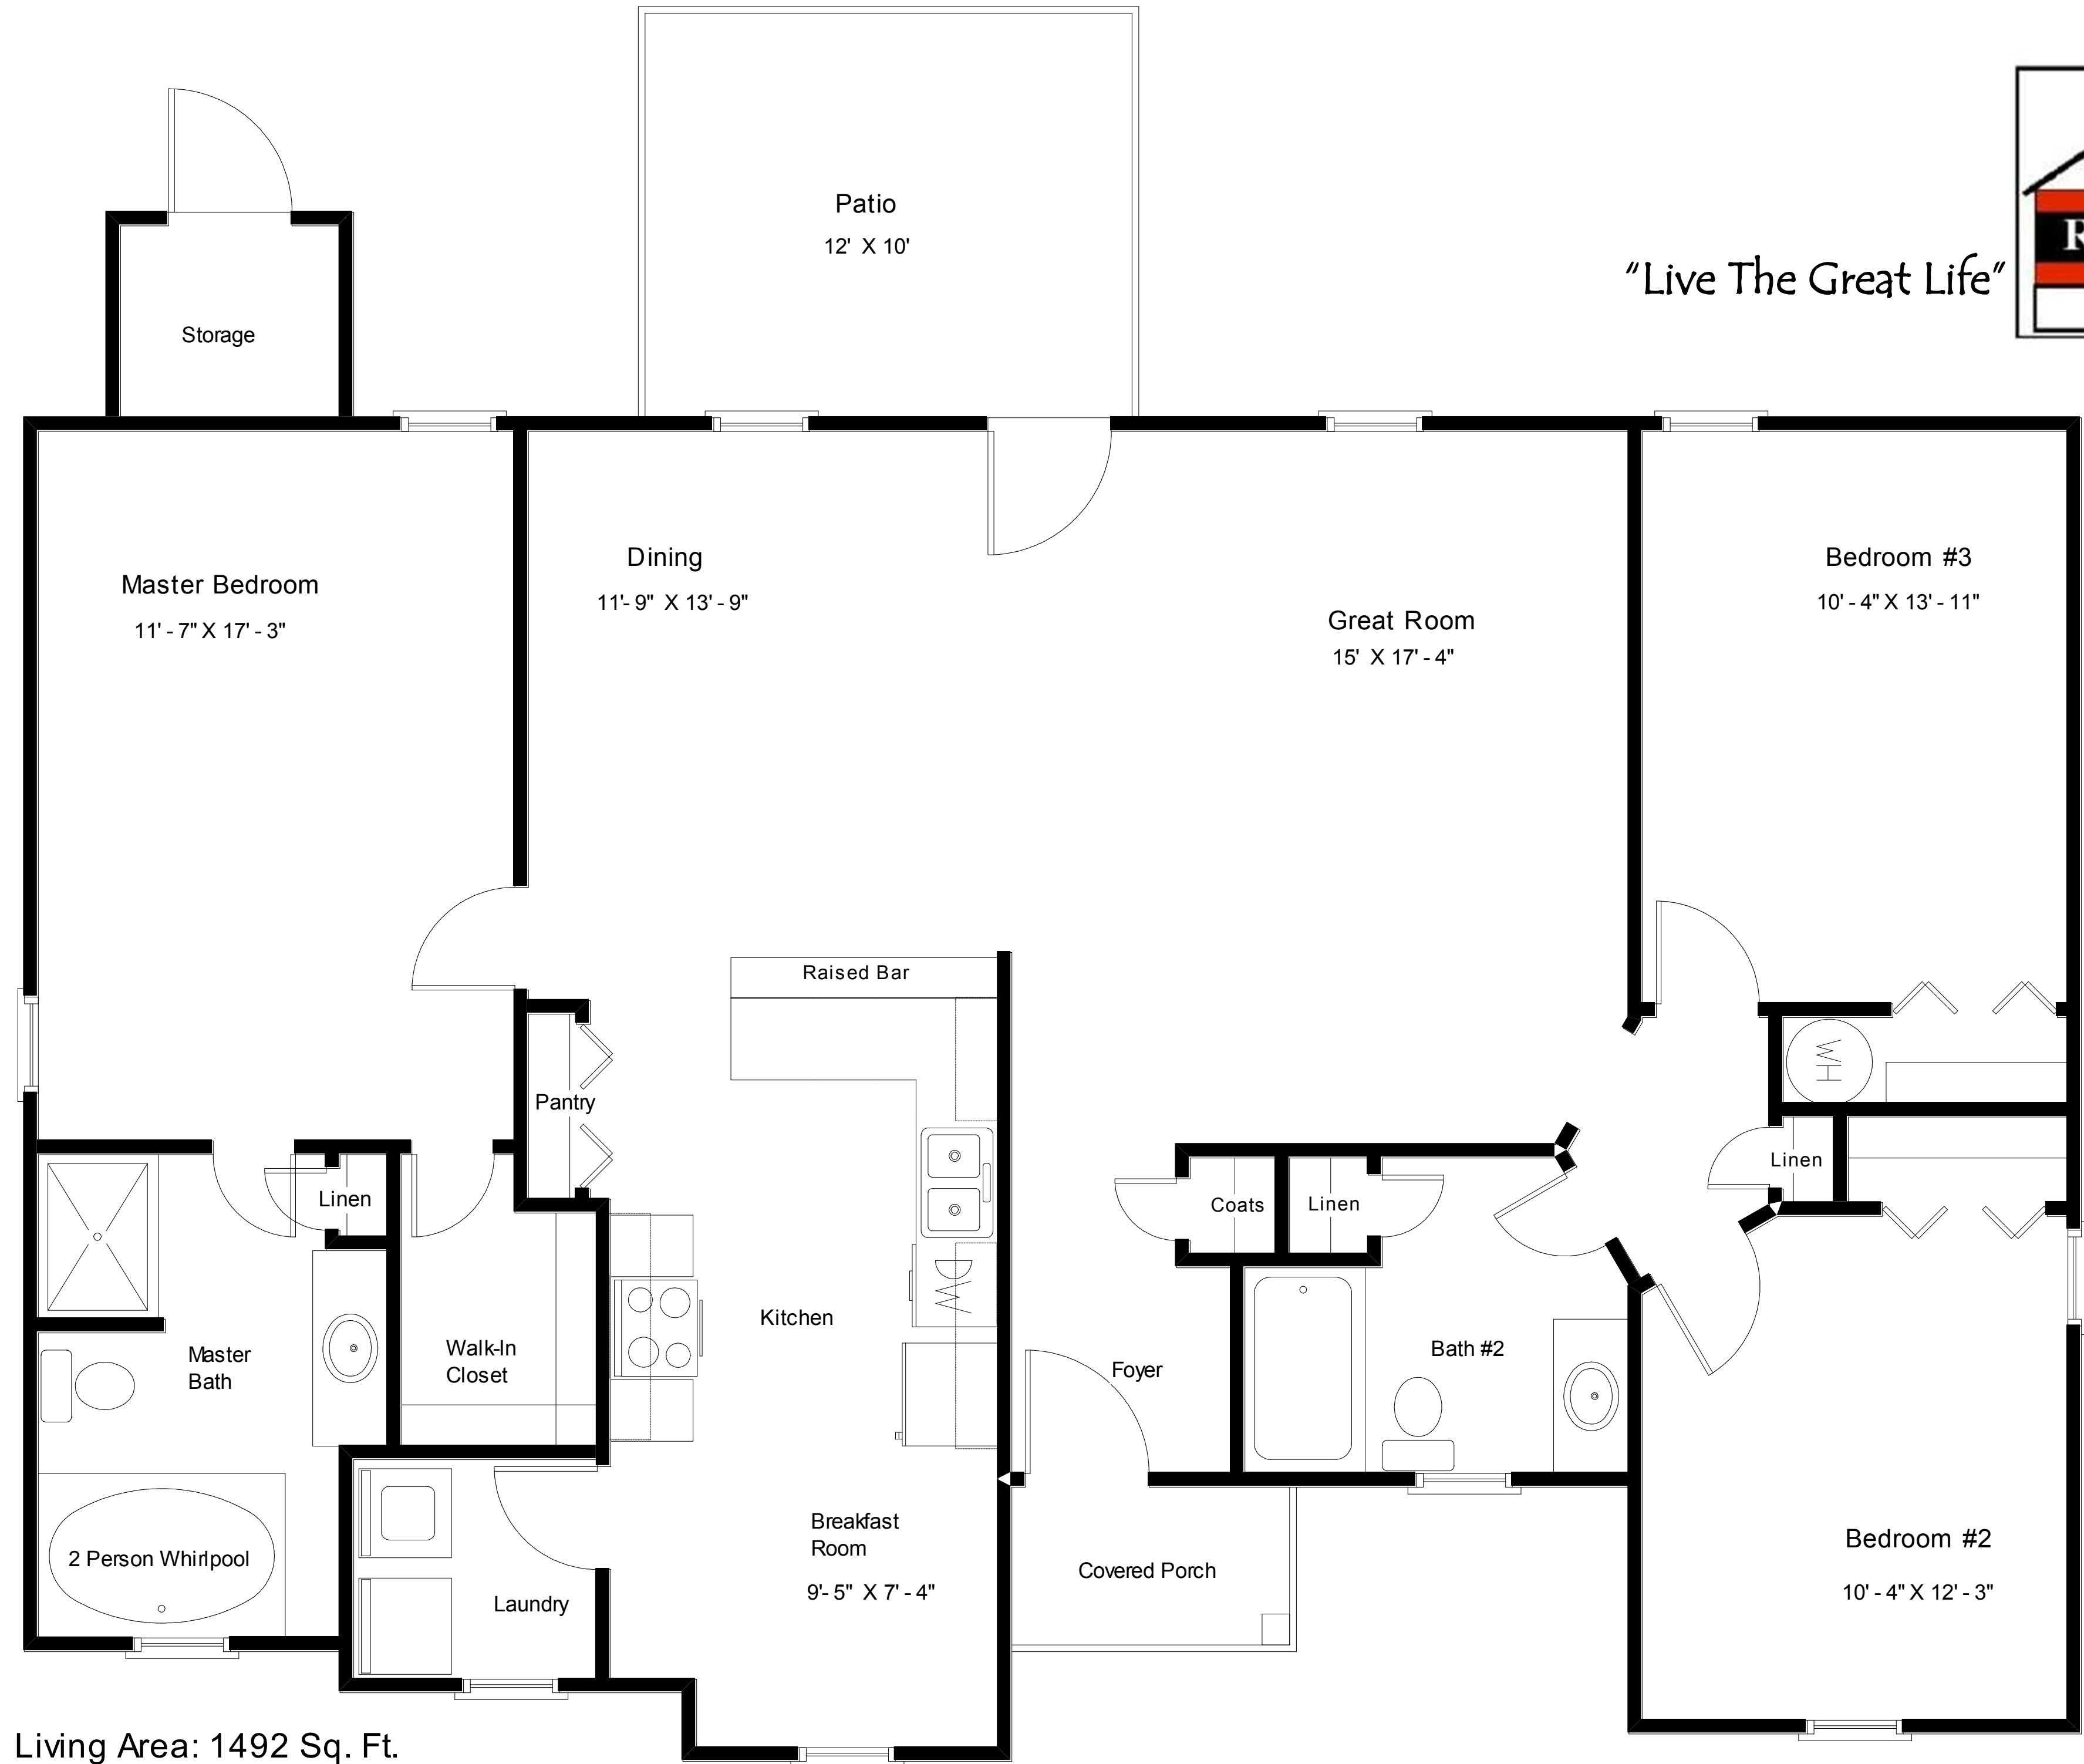 Patio
12' X 10'
"Live The Great Life"
R
Storage
Master Bedroom
11' - 7" X 17' - 3"
Dining
11'- 9" X 13' - 9"
Great Room
15' X 17' - 4"
Bedroom #3
10' - 4" X 13' - 11"
Raised Bar
WH
Pantry
Linen
Linen
Coats
Linen
DW
Kitchen
Walk-In
Closet
Master
Bath
Foyer
Bath #2
Breakfast
Room
9'- 5" X 7' - 4"
2 Person Whirlpool
Laundry
Covered Porch
Bedroom #2
10' - 4" X 12' - 3"
Living Area: 1492 Sq. Ft.